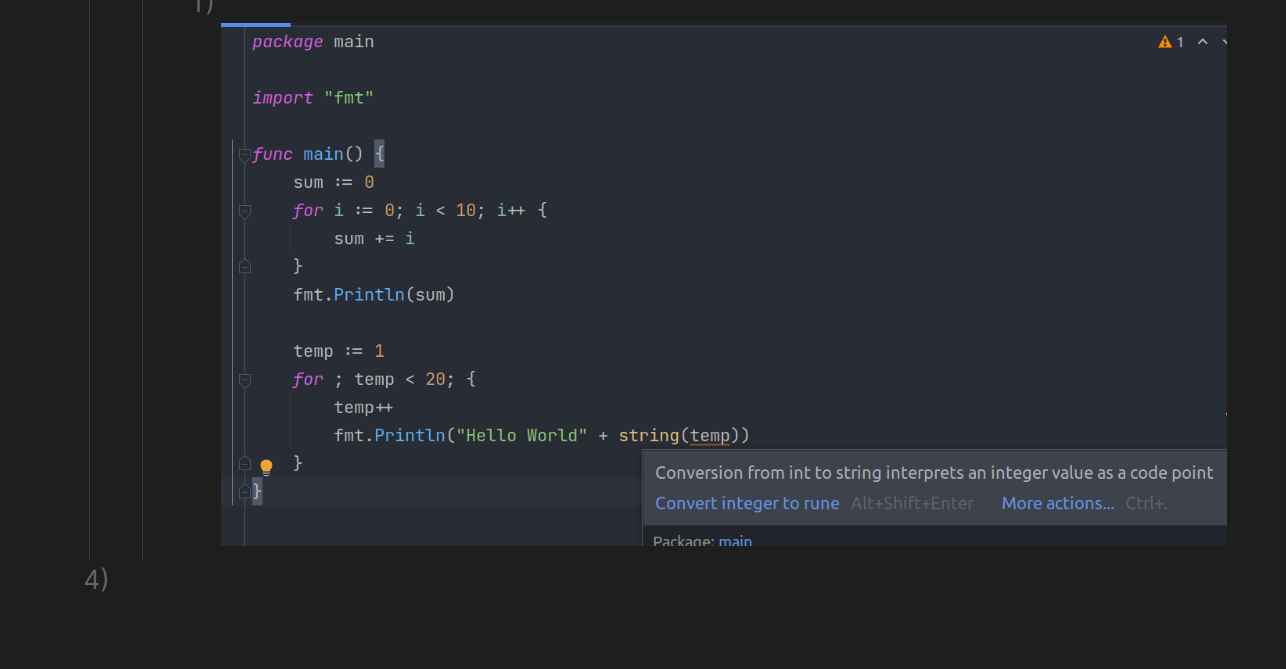 1)
package main
1
import "fmt"
func main() {
sum := 0
for i := 0; i < 10; i++ {
sum += i
}
fmt.Println(sum)
temp := 1
for ; temp < 20; {
temp++
fmt.Println("Hello World" + string(temp))
}
}
Conversion from int to string interprets an integer value as a code point
Convert integer to rune Alt+Shift+Enter More actions... Ctrl+.
Package: main
4)